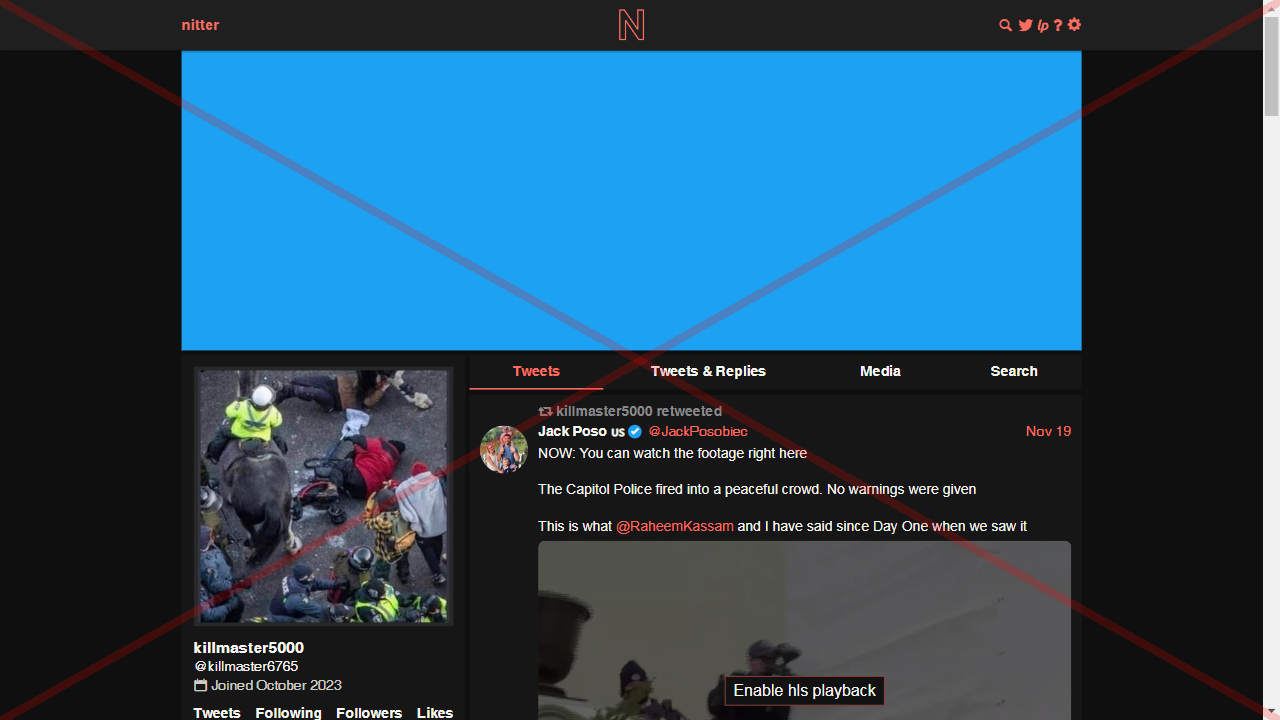 nitter
N
lp ?
Tweets
Tweets & Replies
Media
Search
killmaster5000 retweeted
Jack Poso us @JackPosobiec
Nov 19
NOW: You can watch the footage right here
The Capitol Police fired into a peaceful crowd. No warnings were given
This is what @RaheemKassam and I have said since Day One when we saw it
Enable hls playback
killmaster5000
@killmaster6765
Joined October 2023
Tweets Following Followers Likes